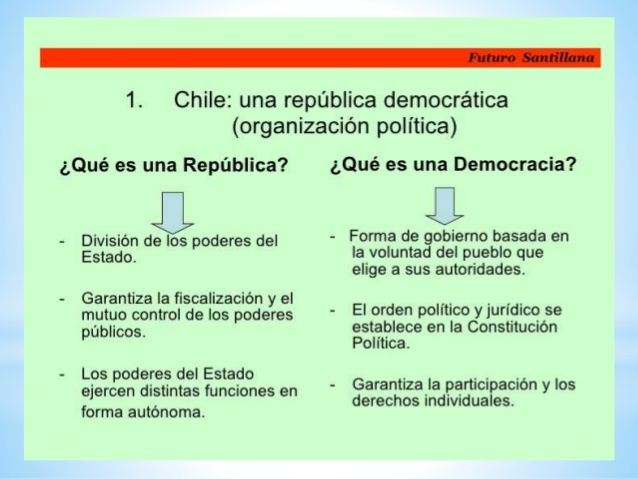 Futuro Santillana
1. Chile: una república democrática
(organización política)
¿Qué es una República?
- División de los poderes del
Estado.
- Garantiza la fiscalización y el
mutuo control de los poderes
públicos.
- Los poderes del Estado
ejercen distintas funciones en
forma autónoma.
¿Qué es una Democracia?
- Forma de gobierno basada en
la voluntad del pueblo que
elige a sus autoridades.
- El orden político y jurídico se
establece en la Constitución
Política.
- Garantiza la participación y los
derechos individuales.